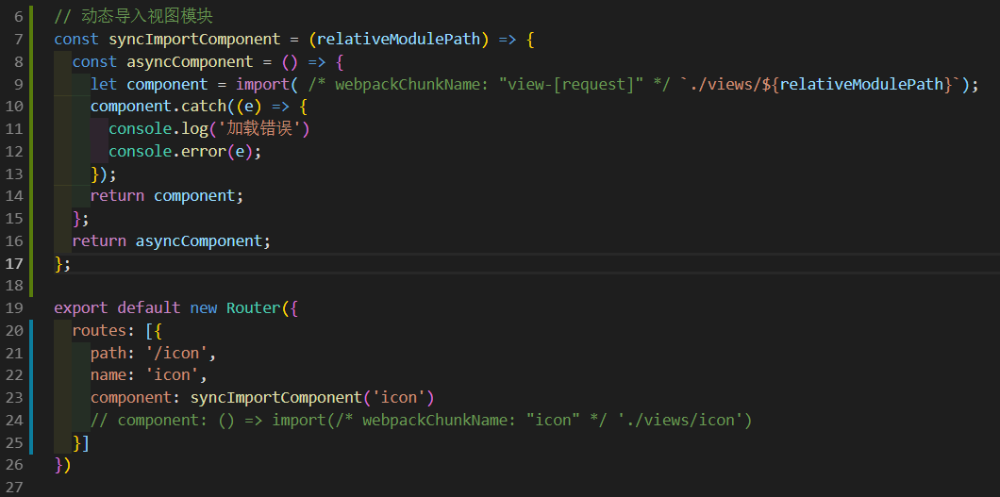 6 // 动态导入视图模块
7 const syncImportComponent = (relativeModulePath) => {
8   const asyncComponent = () => {
9     let component = import( /* webpackChunkName: "view-[request]" */ `./views/${relativeModulePath}`);
10     component.catch((e) => {
11       console.log('加载错误')
12       console.error(e);
13     });
14     return component;
15   };
16   return asyncComponent;
17 };
18
19 export default new Router({
20   routes: [{
21     path: '/icon',
22     name: 'icon',
23     component: syncImportComponent('icon')
24     // component: () => import(/* webpackChunkName: "icon" */ './views/icon')
25   }]
26 })
27